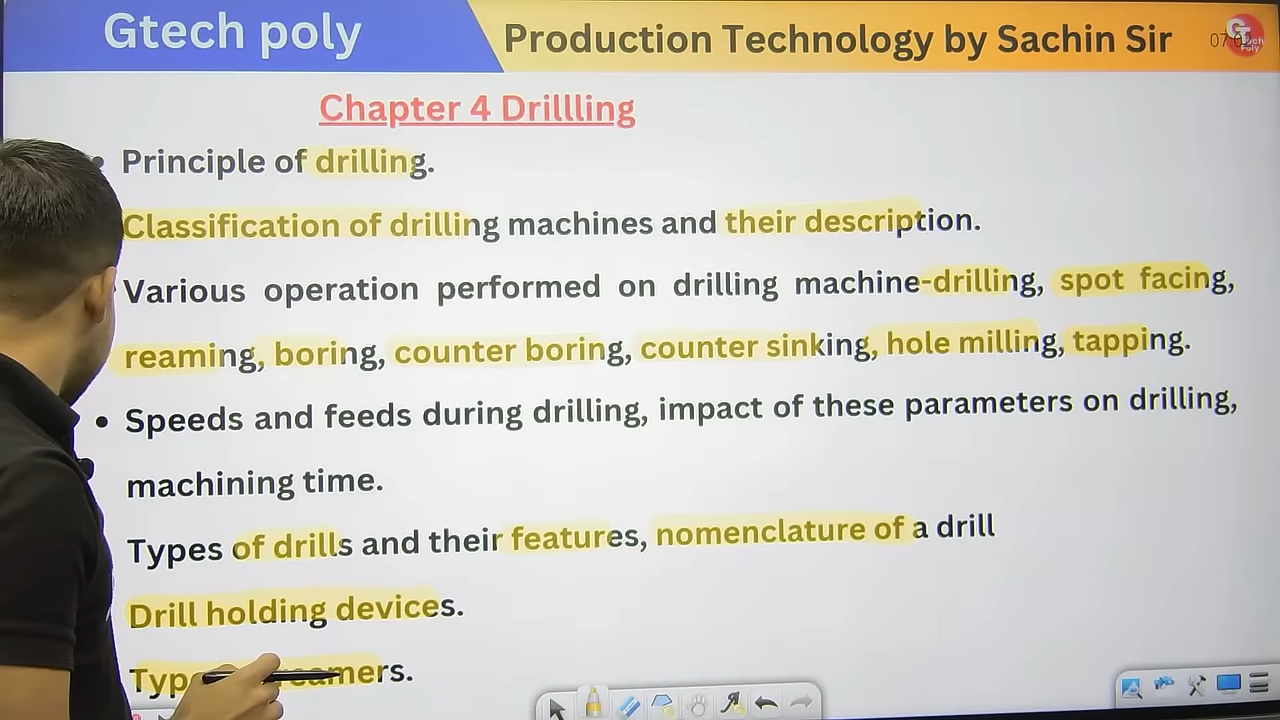 Gtech poly
Production Technology by Sachin Sir
Chapter 4 Drillling
• Principle of drilling.
Classification of drilling machines and their description.
Various operation performed on drilling machine-drilling, spot facing,
reaming, boring, counter boring, counter sinking, hole milling, tapping.
• Speeds and feeds during drilling, impact of these parameters on drilling,
machining time.
Types of drills and their features, nomenclature of a drill
Drill holding devices.